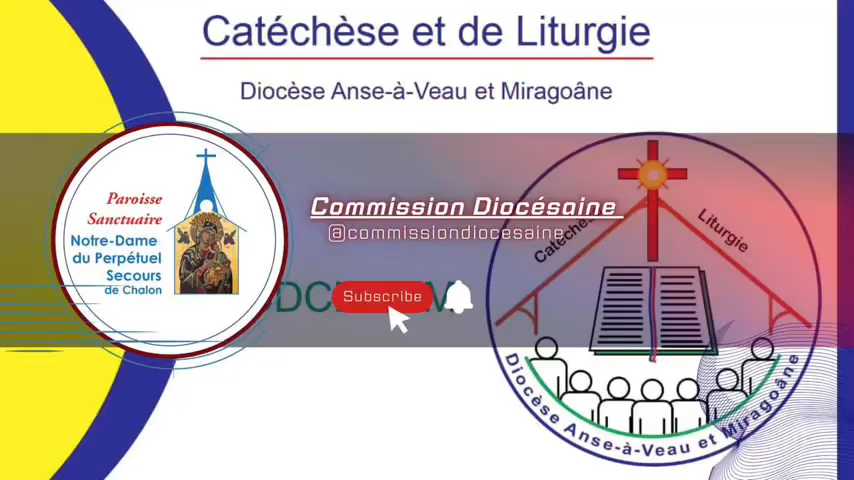 Catéchèse et de Liturgie
Diocèse Anse-à-Veau et Miragoâne
Paroisse
Sanctuaire
Notre-Dame
du Perpétuel
Secours
de Chalon
Commission Diocésaine
@commissiondiocesaine
Subscribe
Liturgie
Diocèse Anse-à-Veau et Miragoâne